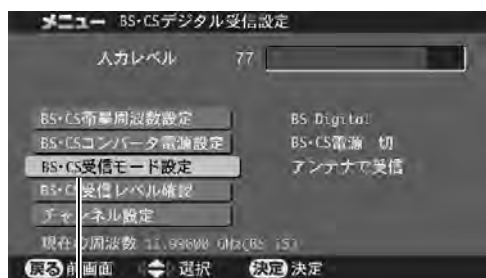 メニュー BS・CSデジタル受信設定
入力レベル 77
BS・CS衛星周波数設定 BS Digital
BS・CSコンバータ電源設定 BS・CS電源 切
BS・CS受信モード設定 アンテナで受信
BS・CS受信レベル確認
チャンネル設定
現在の周波数 11.99600 GHz(BS 15)
戻る 前画面 選択 決定 決定